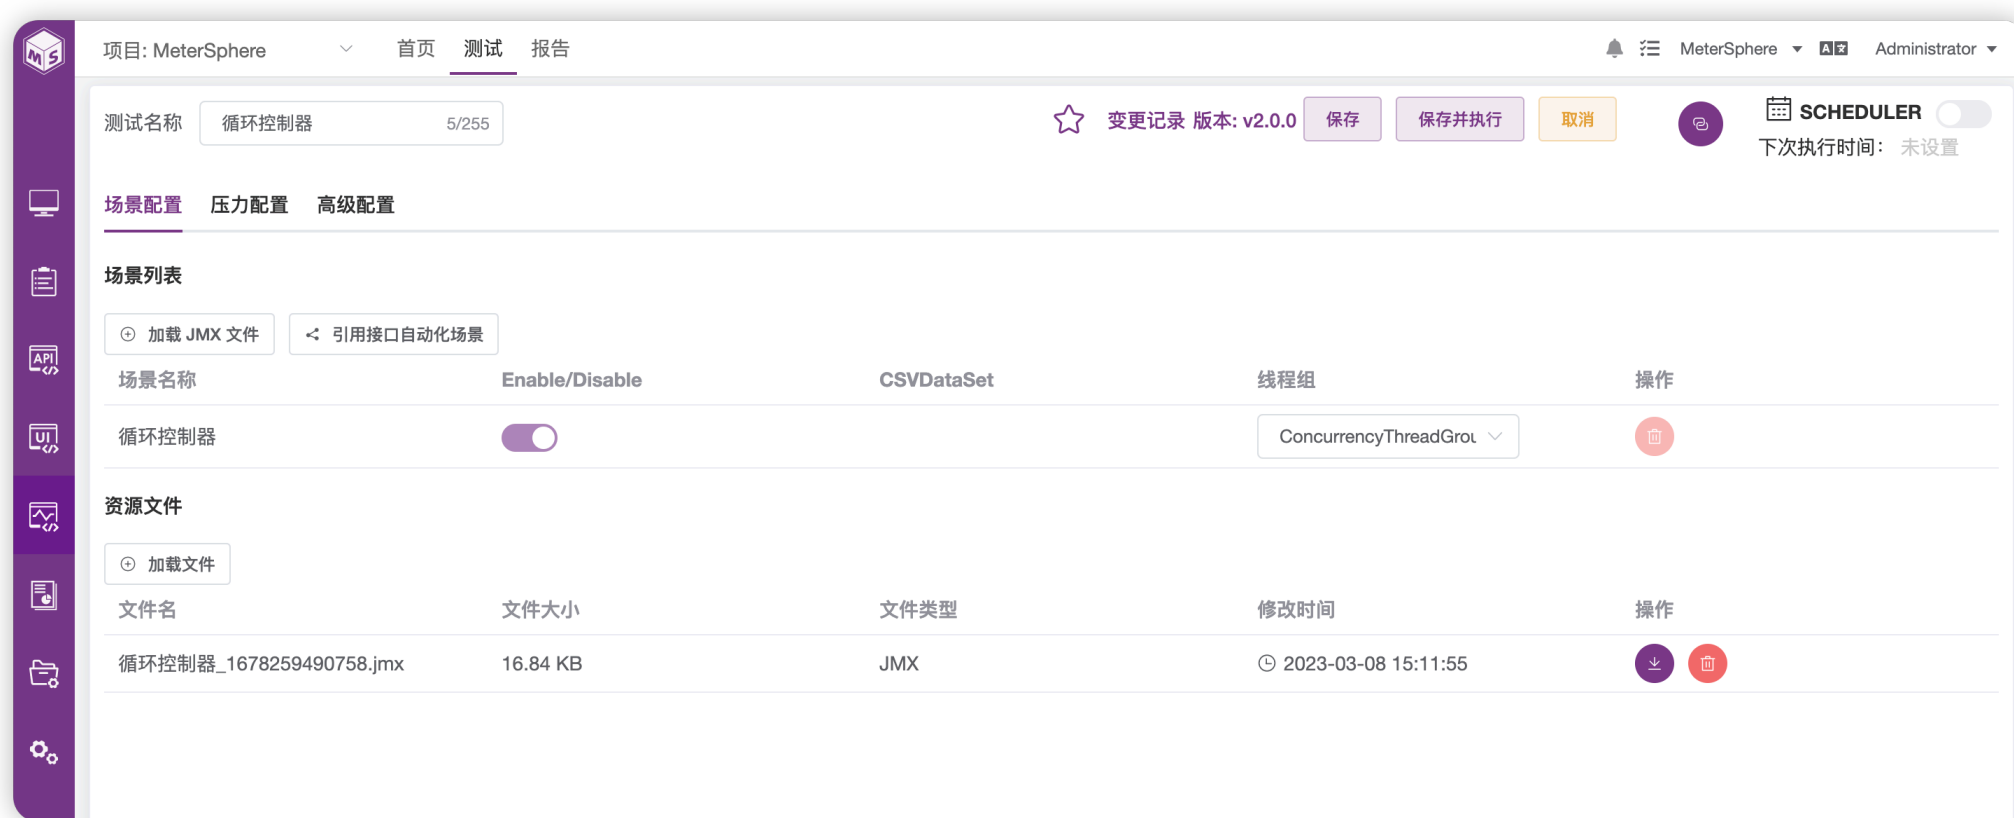 MS 项目: MeterSphere 首页 测试 报告 MeterSphere A文 Administrator
测试名称 循环控制器 5/255 变更记录 版本: v2.0.0 保存 保存并执行 取消 SCHEDULER
下次执行时间： 未设置
场景配置 压力配置 高级配置
场景列表
加载 JMX 文件 引用接口自动化场景
场景名称 Enable/Disable CSVDataSet 线程组 操作
循环控制器 ConcurrencyThreadGrou
资源文件
加载文件
文件名 文件大小 文件类型 修改时间 操作
循环控制器_1678259490758.jmx 16.84 KB JMX 2023-03-08 15:11:55
API
UI